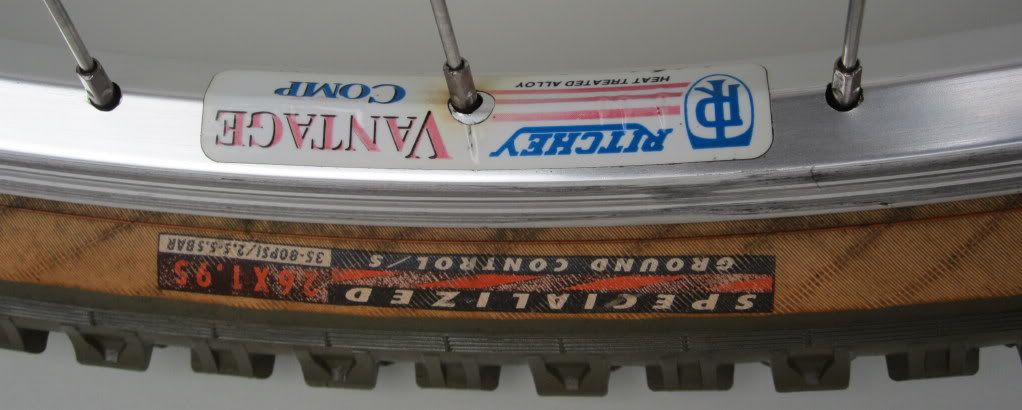 RITCHEY
HEAT TREATED ALLOY
VANTAGE
COMP
SPECIALIZED
GROUND CONTROL/S
26X1.95
35-80PSI/2.5-5.5BAR